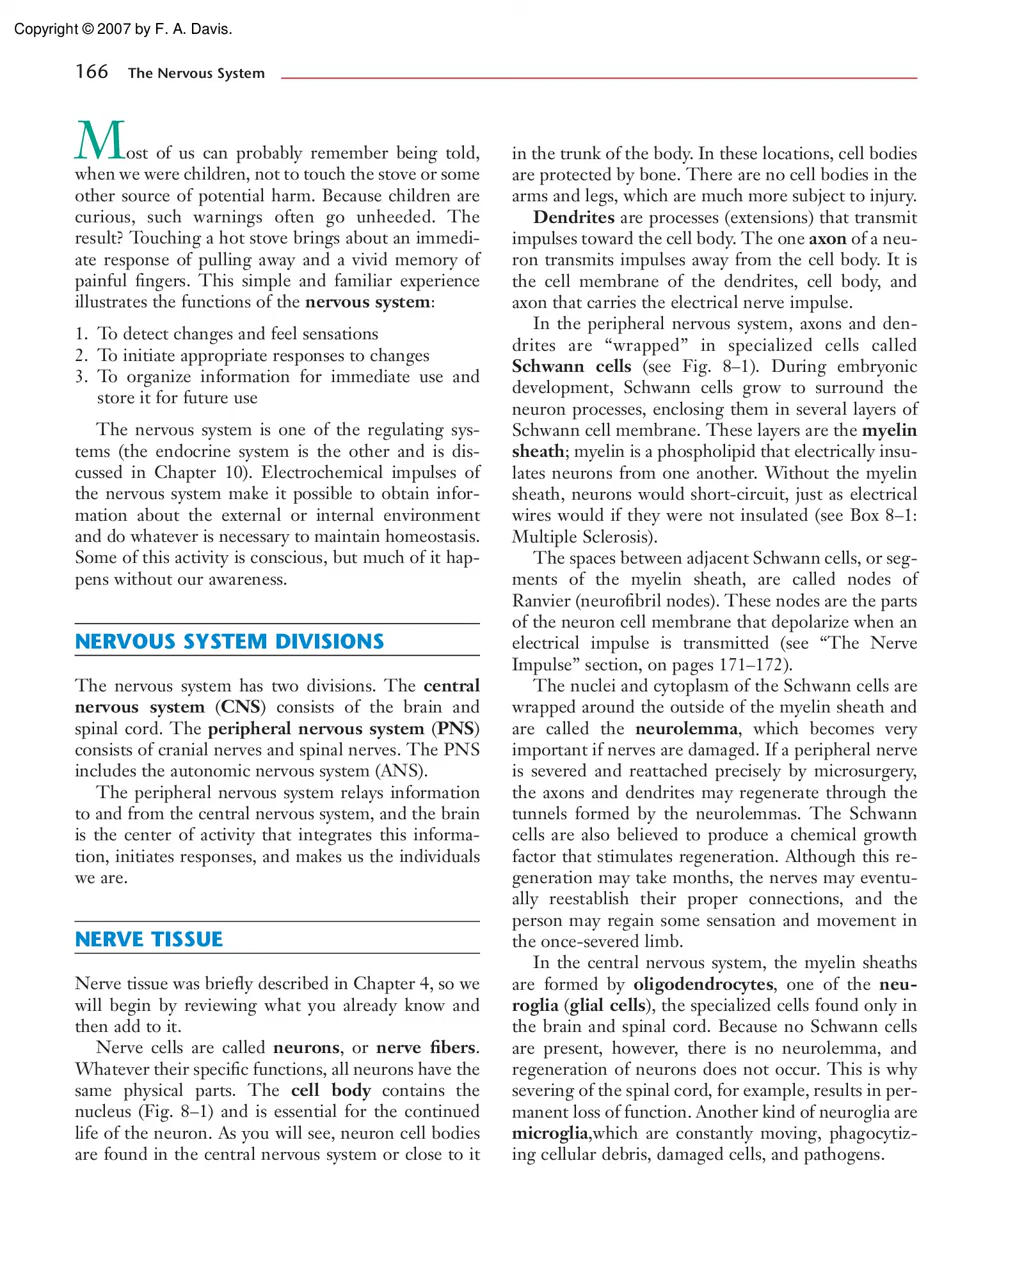 Copyright © 2007 by F. A. Davis.
166 The Nervous System
Most of us can probably remember being told,
when we were children, not to touch the stove or some
other source of potential harm. Because children are
curious, such warnings often go unheeded. The
result? Touching a hot stove brings about an immedi-
ate response of pulling away and a vivid memory of
painful fingers. This simple and familiar experience
illustrates the functions of the nervous system:
1. To detect changes and feel sensations
2. To initiate appropriate responses to changes
3. To organize information for immediate use and
store it for future use
The nervous system is one of the regulating sys-
tems (the endocrine system is the other and is dis-
cussed in Chapter 10). Electrochemical impulses of
the nervous system make it possible to obtain infor-
mation about the external or internal environment
and do whatever is necessary to maintain homeostasis.
Some of this activity is conscious, but much of it hap-
pens without our awareness.
NERVOUS SYSTEM DIVISIONS
The nervous system has two divisions. The central
nervous system (CNS) consists of the brain and
spinal cord. The peripheral nervous system (PNS)
consists of cranial nerves and spinal nerves. The PNS
includes the autonomic nervous system (ANS).
The peripheral nervous system relays information
to and from the central nervous system, and the brain
is the center of activity that integrates this informa-
tion, initiates responses, and makes us the individuals
we are.
NERVE TISSUE
Nerve tissue was briefly described in Chapter 4, so we
will begin by reviewing what you already know and
then add to it.
Nerve cells are called neurons, or nerve fibers.
Whatever their specific functions, all neurons have the
same physical parts. The cell body contains the
nucleus (Fig. 8–1) and is essential for the continued
life of the neuron. As you will see, neuron cell bodies
are found in the central nervous system or close to it
in the trunk of the body. In these locations, cell bodies
are protected by bone. There are no cell bodies in the
arms and legs, which are much more subject to injury.
Dendrites are processes (extensions) that transmit
impulses toward the cell body. The one axon of a neu-
ron transmits impulses away from the cell body. It is
the cell membrane of the dendrites, cell body, and
axon that carries the electrical nerve impulse.
In the peripheral nervous system, axons and den-
drites are “wrapped” in specialized cells called
Schwann cells (see Fig. 8–1). During embryonic
development, Schwann cells grow to surround the
neuron processes, enclosing them in several layers of
Schwann cell membrane. These layers are the myelin
sheath; myelin is a phospholipid that electrically insu-
lates neurons from one another. Without the myelin
sheath, neurons would short-circuit, just as electrical
wires would if they were not insulated (see Box 8–1:
Multiple Sclerosis).
The spaces between adjacent Schwann cells, or seg-
ments of the myelin sheath, are called nodes of
Ranvier (neurofibril nodes). These nodes are the parts
of the neuron cell membrane that depolarize when an
electrical impulse is transmitted (see “The Nerve
Impulse” section, on pages 171–172).
The nuclei and cytoplasm of the Schwann cells are
wrapped around the outside of the myelin sheath and
are called the neurolemma, which becomes very
important if nerves are damaged. If a peripheral nerve
is severed and reattached precisely by microsurgery,
the axons and dendrites may regenerate through the
tunnels formed by the neurolemmas. The Schwann
cells are also believed to produce a chemical growth
factor that stimulates regeneration. Although this re-
generation may take months, the nerves may eventu-
ally reestablish their proper connections, and the
person may regain some sensation and movement in
the once-severed limb.
In the central nervous system, the myelin sheaths
are formed by oligodendrocytes, one of the neu-
roglia (glial cells), the specialized cells found only in
the brain and spinal cord. Because no Schwann cells
are present, however, there is no neurolemma, and
regeneration of neurons does not occur. This is why
severing of the spinal cord, for example, results in per-
manent loss of function. Another kind of neuroglia are
microglia,which are constantly moving, phagocytiz-
ing cellular debris, damaged cells, and pathogens.